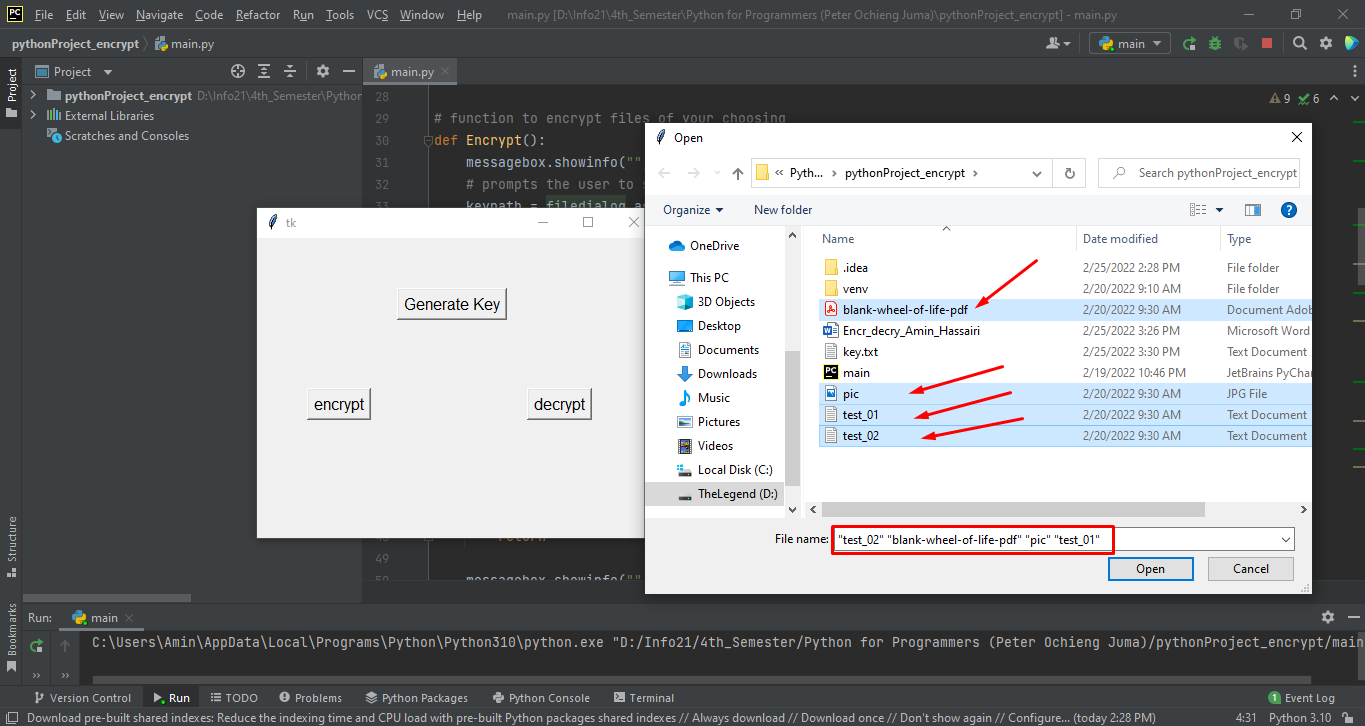 PC File Edit View Navigate Code Refactor Run Tools VCS Window Help main.py [D:\Info21\4th_Semester\Python for Programmers (Peter Ochieng Juma)\pythonProject_encrypt] - main.py
pythonProject_encrypt main.py main
Project main.py
pythonProject_encrypt D:\Info21\4th_Semester\Python
External Libraries
Scratches and Consoles
Project
Structure
Bookmarks
9 6
28
29 # function to encrypt files of your choosing
30 def Encrypt():
31 messagebox.showinfo(""
32 # prompts the user to s
33 keypath = filedialog.as
return
49
messagebox.showinfo(""
tk
Generate Key
encrypt decrypt
Open
« Pyth... > pythonProject_encrypt > Search pythonProject_encrypt
Organize New folder
OneDrive
This PC
3D Objects
Desktop
Documents
Downloads
Music
Pictures
Videos
Local Disk (C:)
TheLegend (D:)
Name Date modified Type
.idea 2/25/2022 2:28 PM File folder
venv 2/20/2022 9:10 AM File folder
blank-wheel-of-life-pdf 2/20/2022 9:30 AM Document Adob
Encr_decry_Amin_Hassairi 2/25/2022 3:26 PM Microsoft Word
key.txt 2/25/2022 3:30 PM Text Document
PC main 2/19/2022 10:46 PM JetBrains PyChar
pic 2/20/2022 9:30 AM JPG File
test_01 2/20/2022 9:30 AM Text Document
test_02 2/20/2022 9:30 AM Text Document
File name: "test_02" "blank-wheel-of-life-pdf" "pic" "test_01"
Open Cancel
Run: main
C:\Users\Amin\AppData\Local\Programs\Python\Python310\python.exe "D:/Info21/4th_Semester/Python for Programmers (Peter Ochieng Juma)/pythonProject_encrypt/main
Version Control Run TODO Problems Python Packages Python Console Terminal 1 Event Log
Download pre-built shared indexes: Reduce the indexing time and CPU load with pre-built Python packages shared indexes // Always download // Download once // Don't show again // Configure... (today 2:28 PM) 4:31 Python 3.10